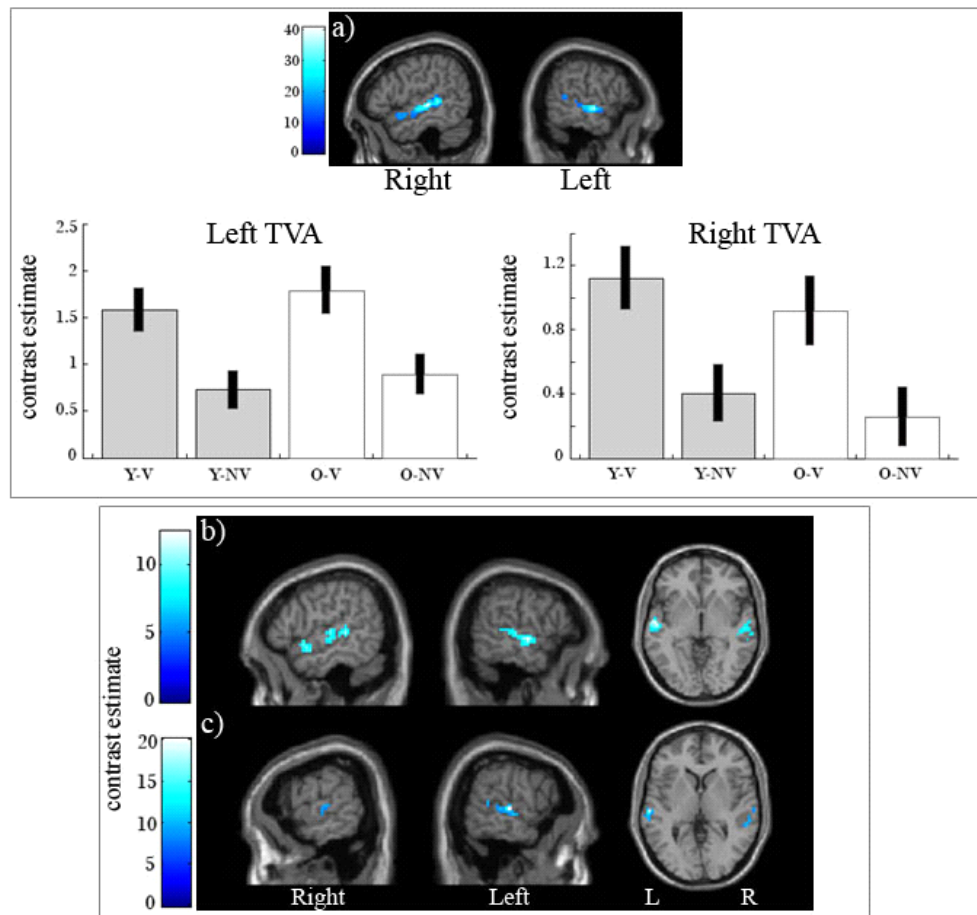 a)
40
30
20
10
0
Right Left
Left TVA
contrast estimate
2.5
2
1.5
1
0.5
0
Y-V Y-NV O-V O-NV
Right TVA
contrast estimate
1.2
0.8
0.4
0
Y-V Y-NV O-V O-NV
b)
10
5
0
contrast estimate
c)
20
15
10
5
0
Right Left L R